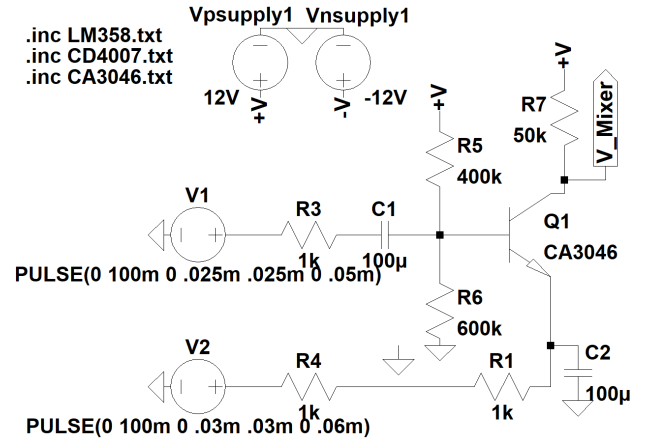 Vpsupply1 Vnsupply1
.inc LM358.txt
.inc CD4007.txt
.inc CA3046.txt
12V
+V
-V
-12V
+V
R5
400k
+V
R7
50k
V_Mixer
V1
R3
1k
C1
100µ
PULSE(0 100m 0 .025m .025m 0 .05m)
Q1
CA3046
R6
600k
V2
R4
1k
R1
1k
C2
100µ
PULSE(0 100m 0 .03m .03m 0 .06m)